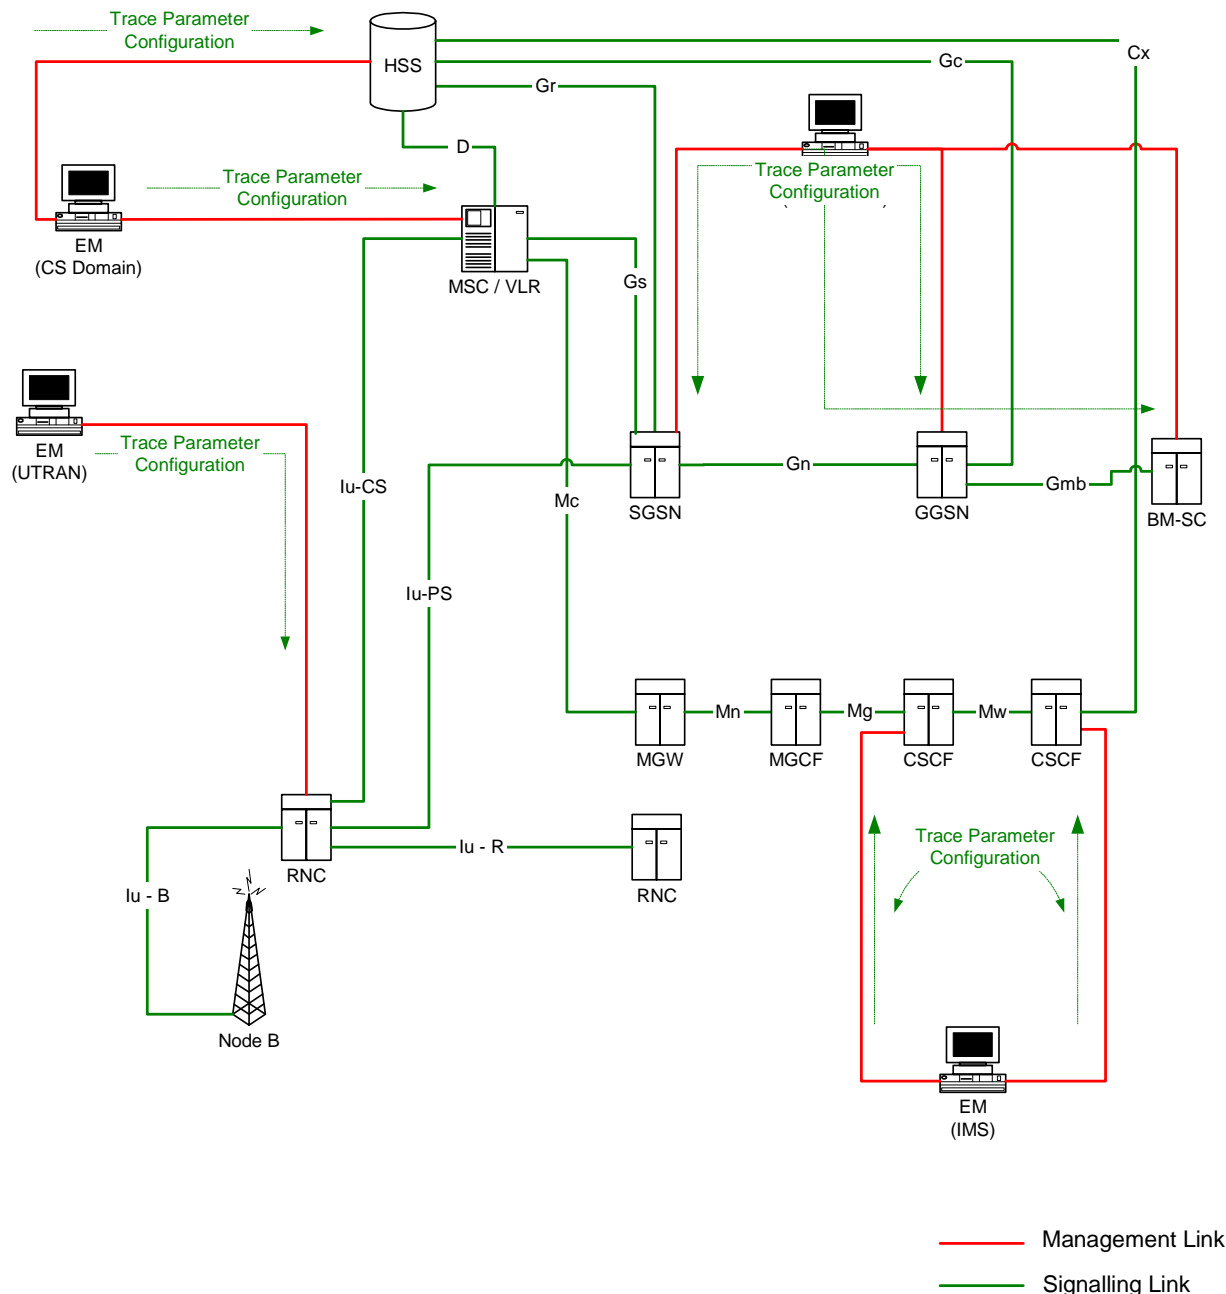 Trace Parameter
Configuration
HSS
Cx
Gc
Gr
D
Trace Parameter
Configuration
Trace Parameter
Configuration
EM
(CS Domain)
MSC / VLR
Gs
EM
(UTRAN)
Trace Parameter
Configuration
Iu-CS
Mc
Gn
Gmb
SGSN
GGSN
BM-SC
Iu-PS
Mn
Mg
Mw
MGW
MGCF
CSCF
CSCF
Iu - R
RNC
RNC
Iu - B
Trace Parameter
Configuration
Node B
EM
(IMS)
Management Link
Signalling Link